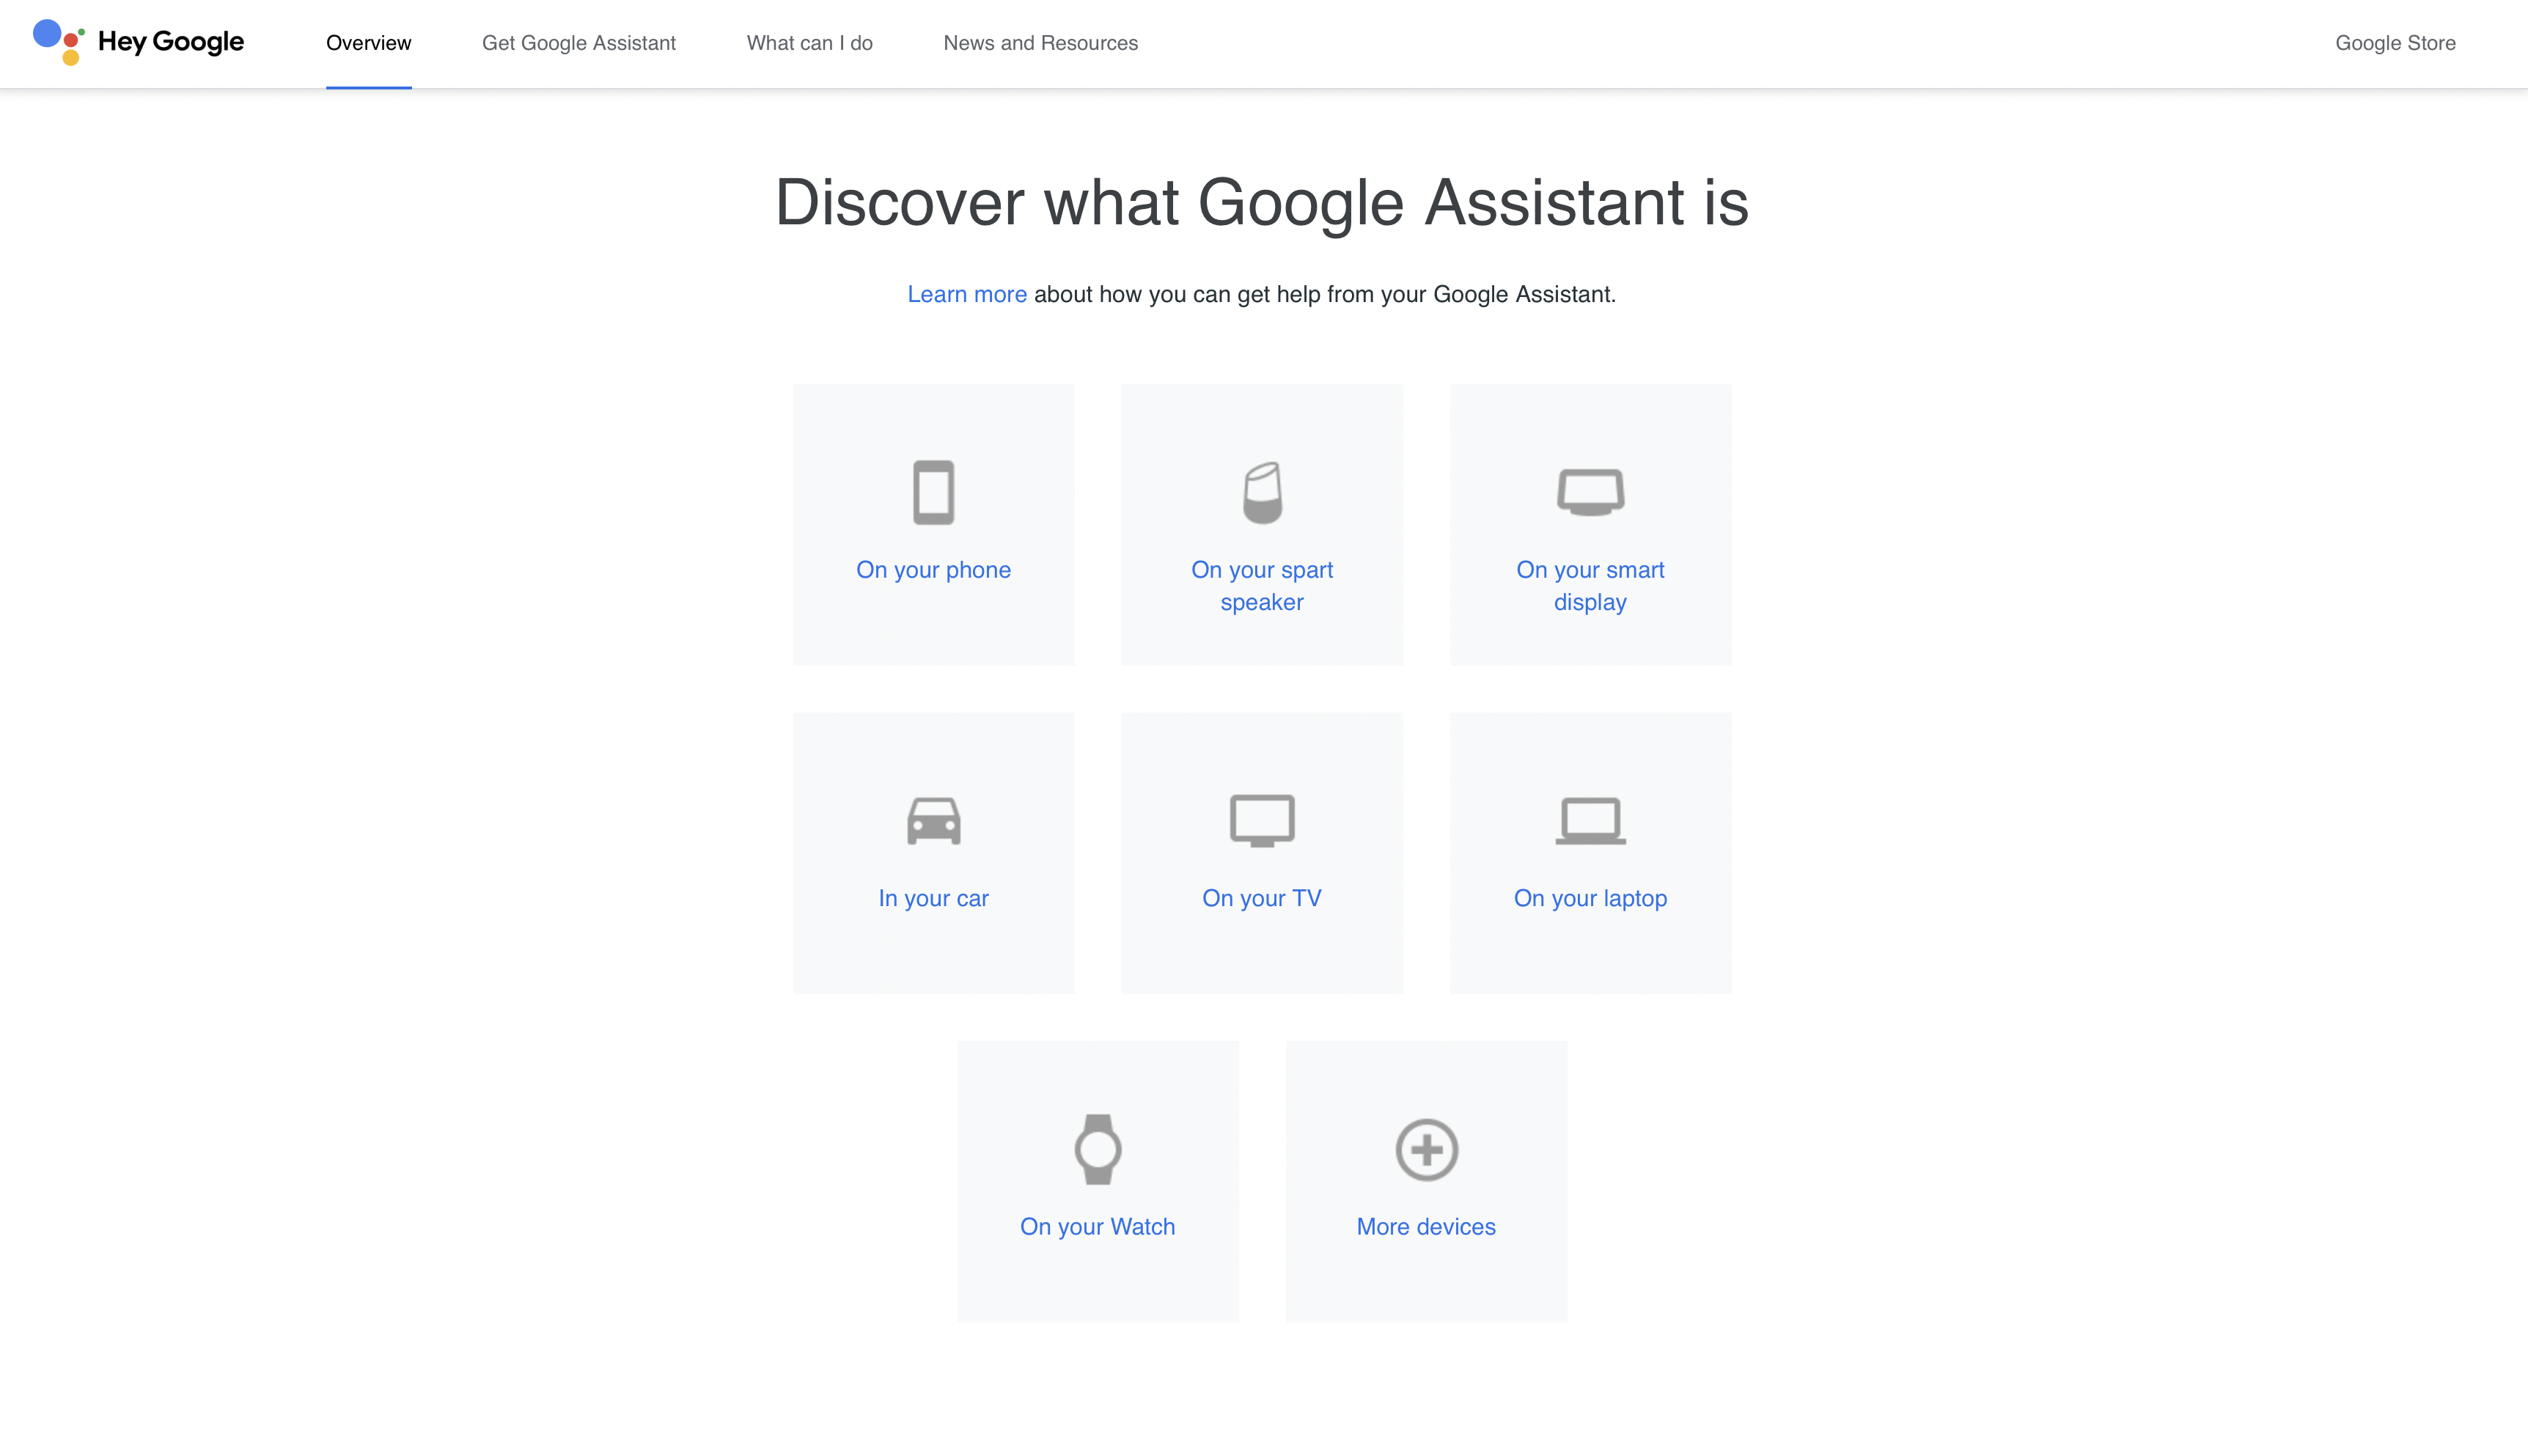 Hey Google
Overview
Get Google Assistant
What can I do
News and Resources
Google Store
Discover what Google Assistant is
Learn more about how you can get help from your Google Assistant.
On your phone
On your spart
speaker
On your smart
display
In your car
On your TV
On your laptop
On your Watch
More devices